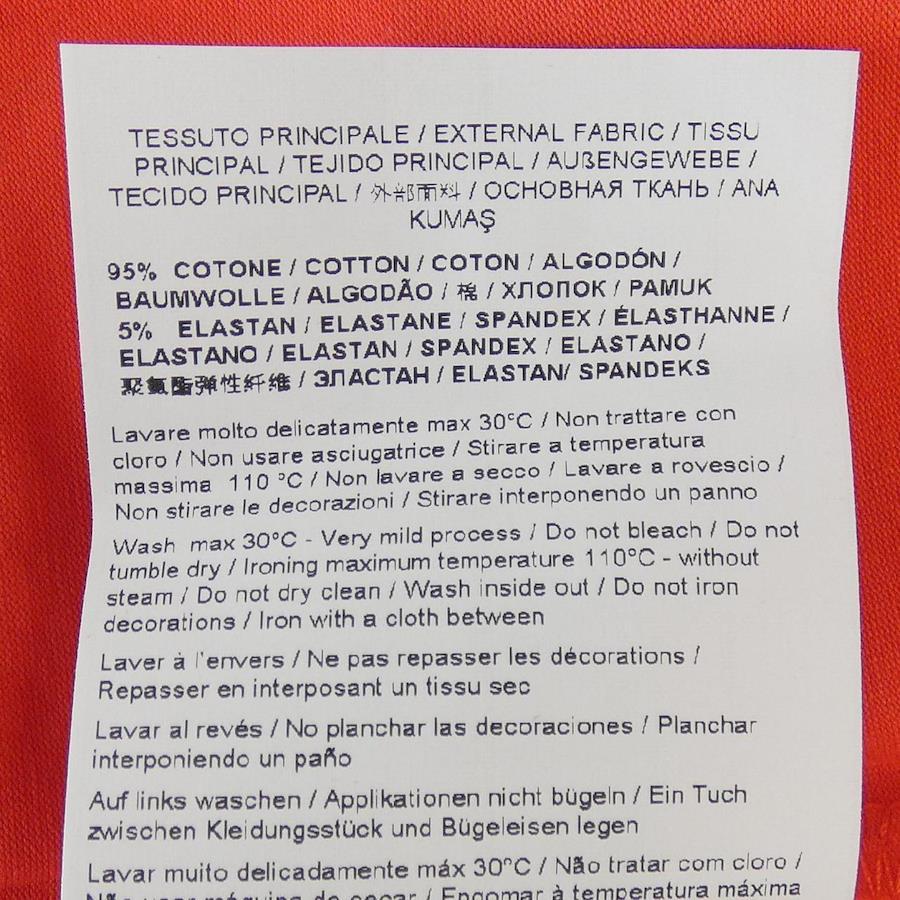 TESSUTO PRINCIPALE / EXTERNAL FABRIC / TISSU
PRINCIPAL / TEJIDO PRINCIPAL / AUßENGEWEBE /
TECIDO PRINCIPAL / 外部面料 / ОСНОВНАЯ ТКАНЬ / ANA
KUMAŞ
95% COTONE / COTTON / COTON / ALGODÓN /
BAUMWOLLE / ALGODÃO / 棉 / ХЛОПОК / PAMUK
5% ELASTAN / ELASTANE / SPANDEX / ÉLASTHANNE /
ELASTANO / ELASTAN / SPANDEX / ELASTANO /
聚氨酯弹性纤维 / ЭЛАСТАН / ELASTAN/ SPANDEKS
Lavare molto delicatamente max 30°C / Non trattare con
cloro / Non usare asciugatrice / Stirare a temperatura
massima 110 °C / Non lavare a secco / Lavare a rovescio /
Non stirare le decorazioni / Stirare interponendo un panno
Wash max 30°C - Very mild process / Do not bleach / Do not
tumble dry / Ironing maximum temperature 110°C - without
steam / Do not dry clean / Wash inside out / Do not iron
decorations / Iron with a cloth between
Laver à l'envers / Ne pas repasser les décorations /
Repasser en interposant un tissu sec
Lavar al revés / No planchar las decoraciones / Planchar
interponiendo un paño
Auf links waschen / Applikationen nicht bügeln / Ein Tuch
zwischen Kleidungsstück und Bügeleisen legen
Lavar muito delicadamente máx 30°C / Não tratar com cloro /
Não usar máquina de secar / Engomar à temperatura máxima